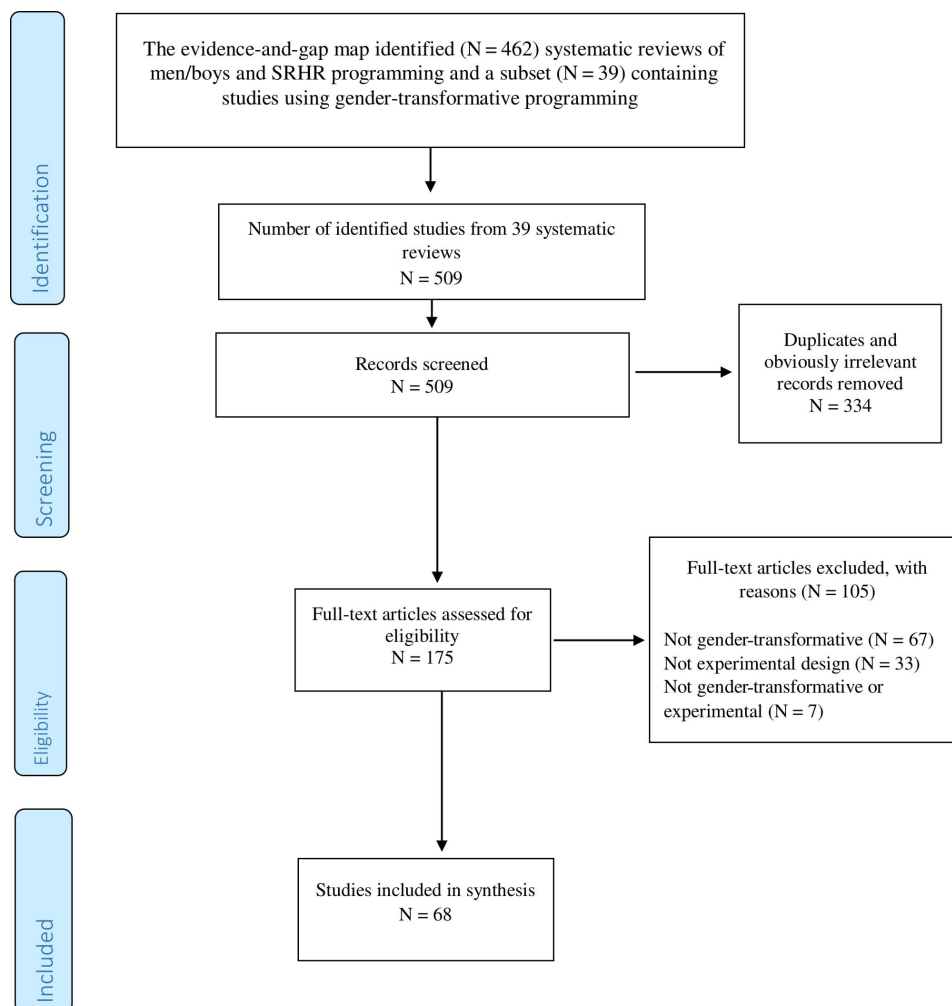 The evidence-and-gap map identified (N = 462) systematic reviews of
men/boys and SRHR programming and a subset (N = 39) containing
studies using gender-transformative programming
Identification
Number of identified studies from 39 systematic
reviews
N = 509
Screening
Records screened
N = 509
Duplicates and
obviously irrelevant
records removed
N = 334
Eligibility
Full-text articles assessed for
eligibility
N = 175
Full-text articles excluded, with
reasons (N = 105)
Not gender-transformative (N = 67)
Not experimental design (N = 33)
Not gender-transformative or
experimental (N = 7)
Included
Studies included in synthesis
N = 68